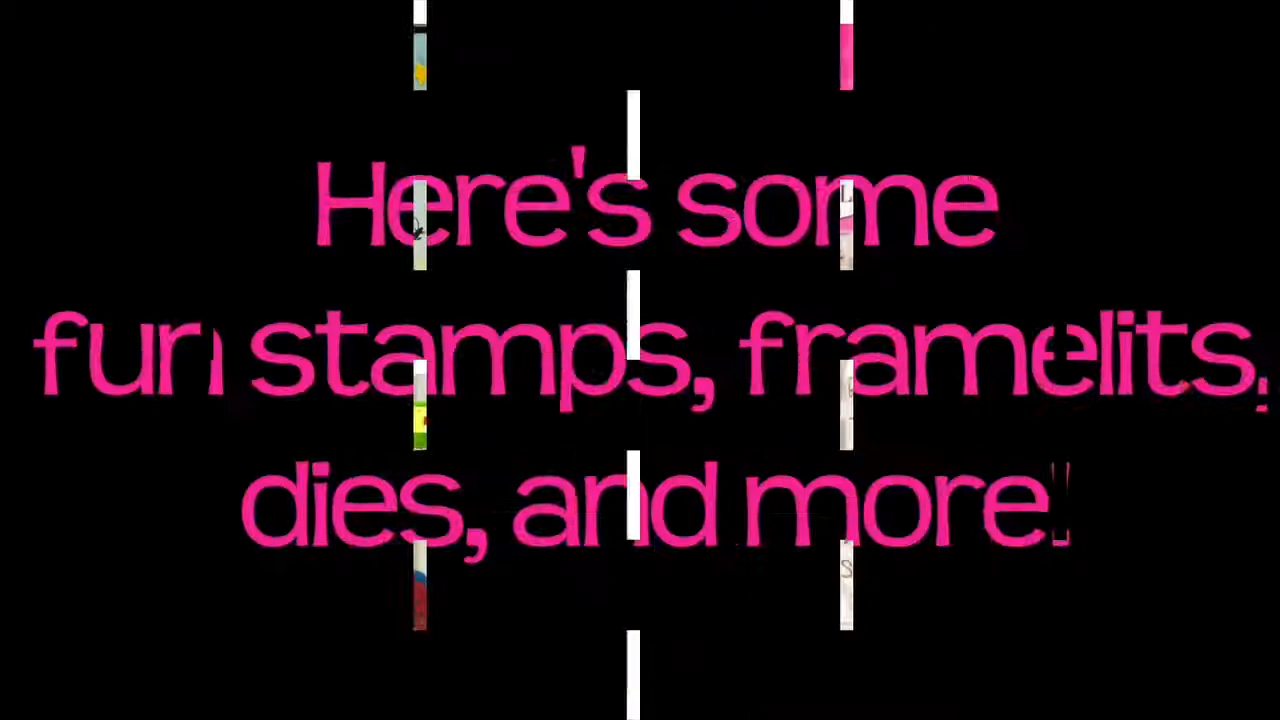 Here's some
fun stamps, framelits,
dies, and more!